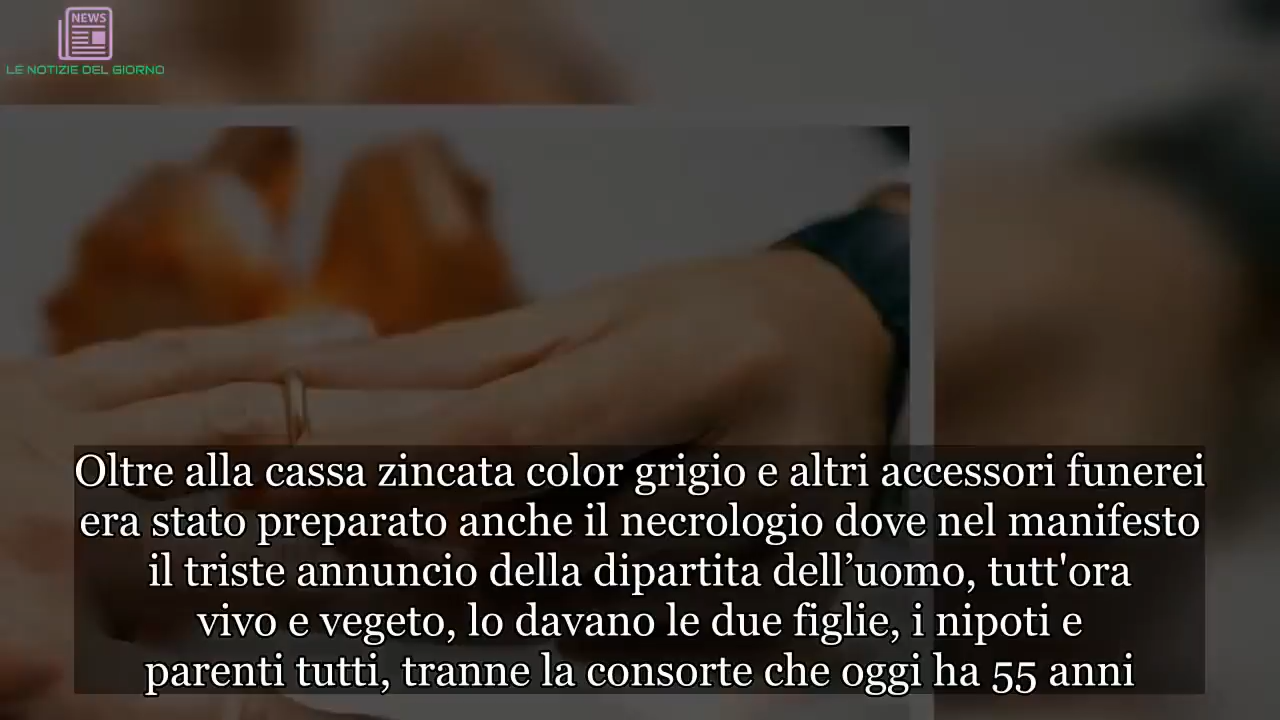 NEWS
LE NOTIZIE DEL GIORNO
Oltre alla cassa zincata color grigio e altri accessori funerei
era stato preparato anche il necrologio dove nel manifesto
il triste annuncio della dipartita dell’uomo, tutt'ora
vivo e vegeto, lo davano le due figlie, i nipoti e
parenti tutti, tranne la consorte che oggi ha 55 anni